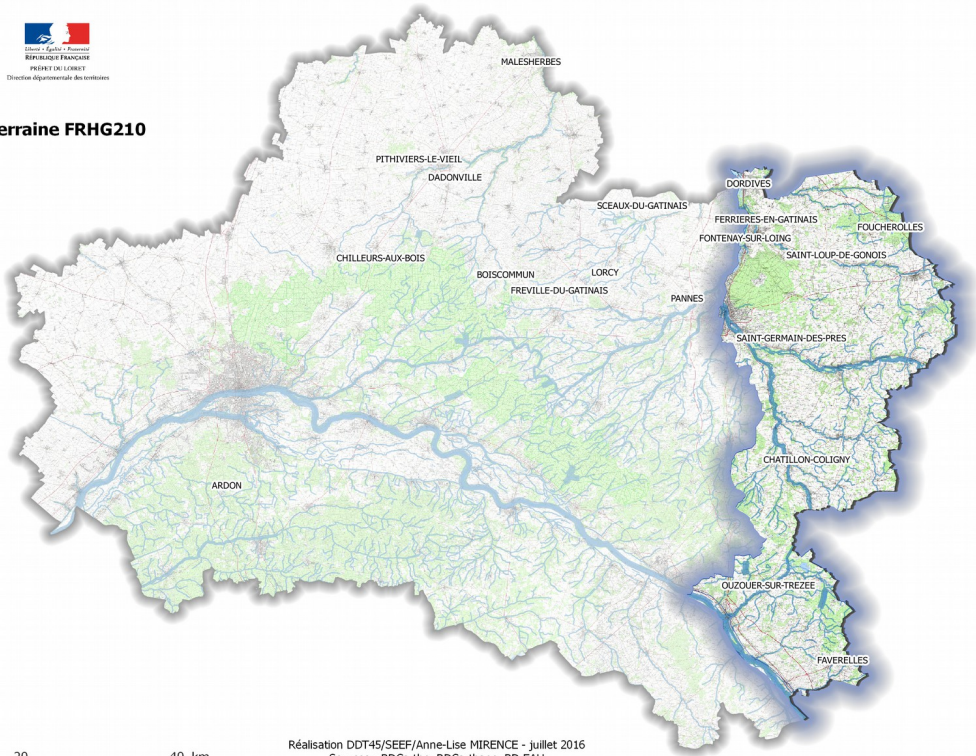 Liberté • Égalité • Fraternité
RÉPUBLIQUE FRANÇAISE
PRÉFET DU LOIRET
Direction départementale des territoires
erraine FRHG210
MALESHERBES
PITHIVIERS-LE-VIEIL
DADONVILLE
DORDIVES
SCEAUX-DU-GATINAIS
FERRIERES-EN-GATINAIS
FOUCHEROLLES
FONTENAY-SUR-LOING
SAINT-LOUP-DE-GONOIS
CHILLEURS-AUX-BOIS
BOISCOMMUN
LORCY
FREVILLE-DU-GATINAIS
PANNES
SAINT-GERMAIN-DES-PRES
CHATILLON-COLIGNY
ARDON
OUZOUER-SUR-TREZEE
FAVERELLES
Réalisation DDT45/SEEF/Anne-Lise MIRENCE - juillet 2016
40 km